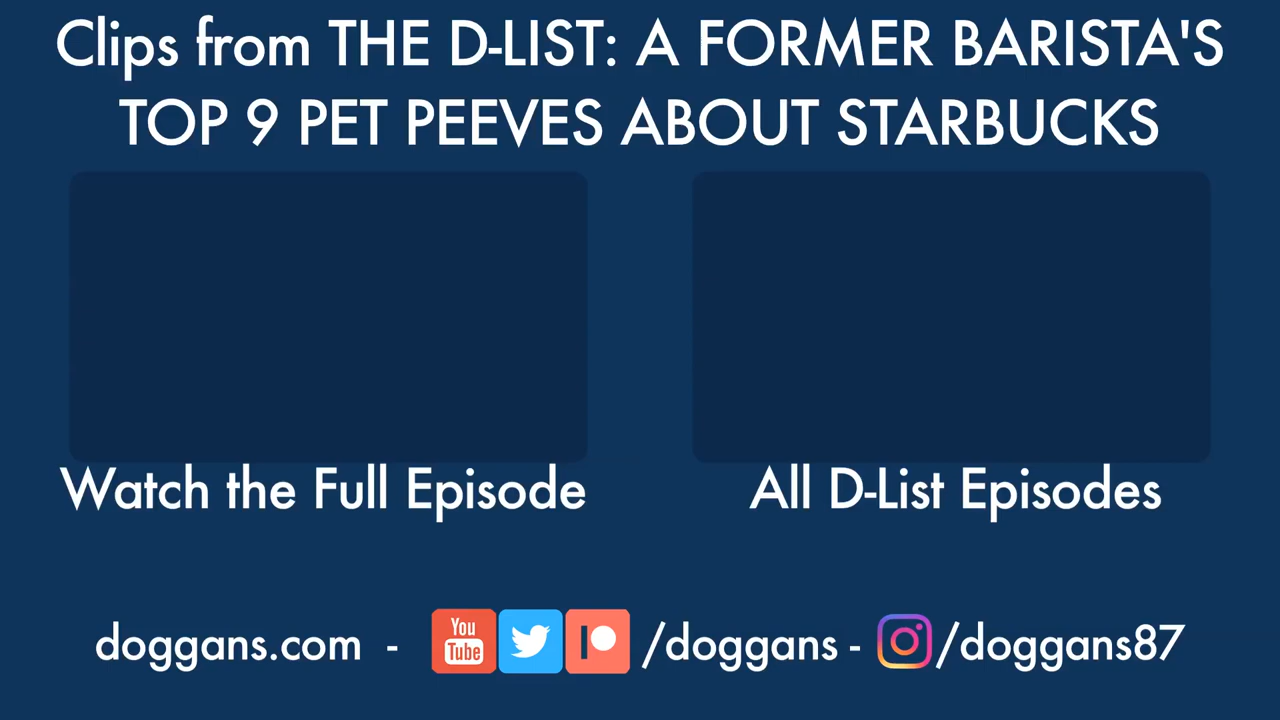 Clips from THE D-LIST: A FORMER BARISTA'S
TOP 9 PET PEEVES ABOUT STARBUCKS
Watch the Full Episode
All D-List Episodes
doggans.com - You Tube /doggans - /doggans87